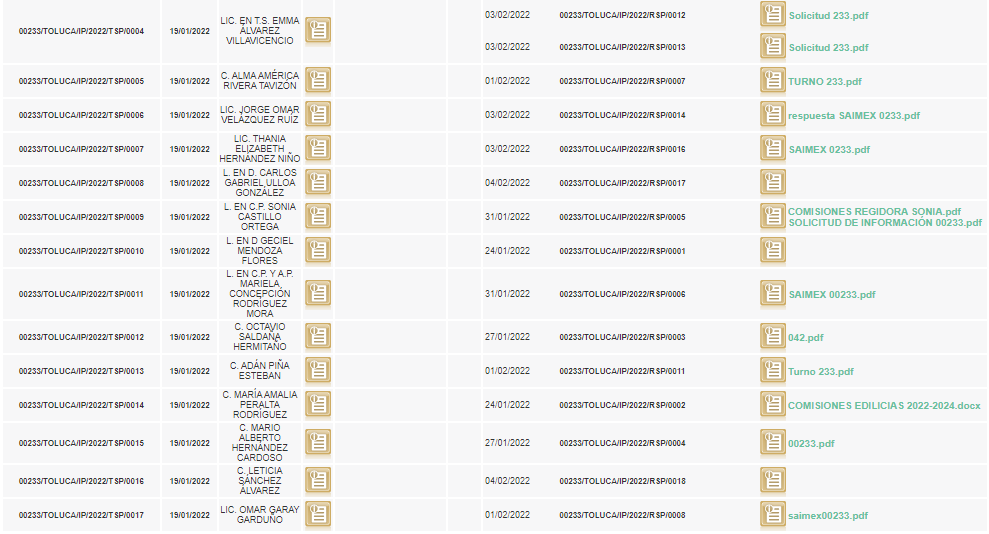 00233/TOLUCA/IP/2022/TSP/0004 19/01/2022 LIC. EN T.S. EMMA
ÁLVAREZ
VILLAVICENCIO
03/02/2022 00233/TOLUCA/IP/2022/RSP/0012 Solicitud 233.pdf
03/02/2022 00233/TOLUCA/IP/2022/RSP/0013 Solicitud 233.pdf
00233/TOLUCA/IP/2022/TSP/0005 19/01/2022 C. ALMA AMÉRICA
RIVERA TAVIZÓN
01/02/2022 00233/TOLUCA/IP/2022/RSP/0007 TURNO 233.pdf
00233/TOLUCA/IP/2022/TSP/0006 19/01/2022 LIC. JORGE OMAR
VELÁZQUEZ RUÍZ
03/02/2022 00233/TOLUCA/IP/2022/RSP/0014 respuesta SAIMEX 0233.pdf
00233/TOLUCA/IP/2022/TSP/0007 19/01/2022 LIC. THANIA
ELIZABETH
HERNÁNDEZ NIÑO
03/02/2022 00233/TOLUCA/IP/2022/RSP/0016 SAIMEX 0233.pdf
00233/TOLUCA/IP/2022/TSP/0008 19/01/2022 L. EN D. CARLOS
GABRIEL ULLOA
GONZÁLEZ
04/02/2022 00233/TOLUCA/IP/2022/RSP/0017
00233/TOLUCA/IP/2022/TSP/0009 19/01/2022 L. EN C.P. SONIA
CASTILLO
ORTEGA
31/01/2022 00233/TOLUCA/IP/2022/RSP/0005 COMISIONES REGIDORA SONIA.pdf
SOLICITUD DE INFORMACIÓN 00233.pdf
00233/TOLUCA/IP/2022/TSP/0010 19/01/2022 L. EN D GECIEL
MENDOZA
FLORES
24/01/2022 00233/TOLUCA/IP/2022/RSP/0001
00233/TOLUCA/IP/2022/TSP/0011 19/01/2022 L. EN C.P. Y A.P.
MARIELA
CONCEPCIÓN
RODRÍGUEZ
MORA
31/01/2022 00233/TOLUCA/IP/2022/RSP/0006 SAIMEX 00233.pdf
00233/TOLUCA/IP/2022/TSP/0012 19/01/2022 C. OCTAVIO
SALDAÑA
HERMITAÑO
27/01/2022 00233/TOLUCA/IP/2022/RSP/0003 042.pdf
00233/TOLUCA/IP/2022/TSP/0013 19/01/2022 C. ADÁN PIÑA
ESTEBAN
01/02/2022 00233/TOLUCA/IP/2022/RSP/0011 Turno 233.pdf
00233/TOLUCA/IP/2022/TSP/0014 19/01/2022 C. MARÍA AMALIA
PERALTA
RODRÍGUEZ
24/01/2022 00233/TOLUCA/IP/2022/RSP/0002 COMISIONES EDILICIAS 2022-2024.docx
00233/TOLUCA/IP/2022/TSP/0015 19/01/2022 C. MARIO
ALBERTO
HERNÁNDEZ
CARDOSO
27/01/2022 00233/TOLUCA/IP/2022/RSP/0004 00233.pdf
00233/TOLUCA/IP/2022/TSP/0016 19/01/2022 C. LETICIA
SÁNCHEZ
ÁLVAREZ
04/02/2022 00233/TOLUCA/IP/2022/RSP/0018
00233/TOLUCA/IP/2022/TSP/0017 19/01/2022 LIC. OMAR GARAY
GARDUÑO
01/02/2022 00233/TOLUCA/IP/2022/RSP/0008 saimex00233.pdf